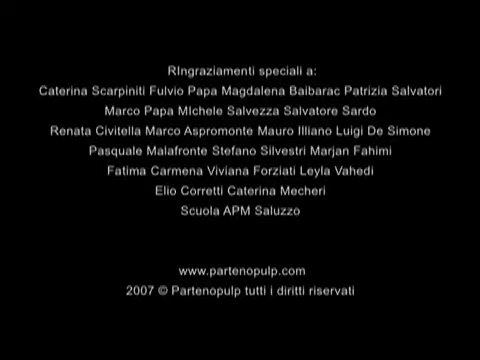 RIngraziamenti speciali a:
Caterina Scarpiniti Fulvio Papa Magdalena Baibarac Patrizia Salvatori
Marco Papa MIchele Salvezza Salvatore Sardo
Renata Civitella Marco Aspromonte Mauro Illiano Luigi De Simone
Pasquale Malafronte Stefano Silvestri Marjan Fahimi
Fatima Carmena Viviana Forziati Leyla Vahedi
Elio Corretti Caterina Mecheri
Scuola APM Saluzzo
www.partenopulp.com
2007 © Partenopulp tutti i diritti riservati